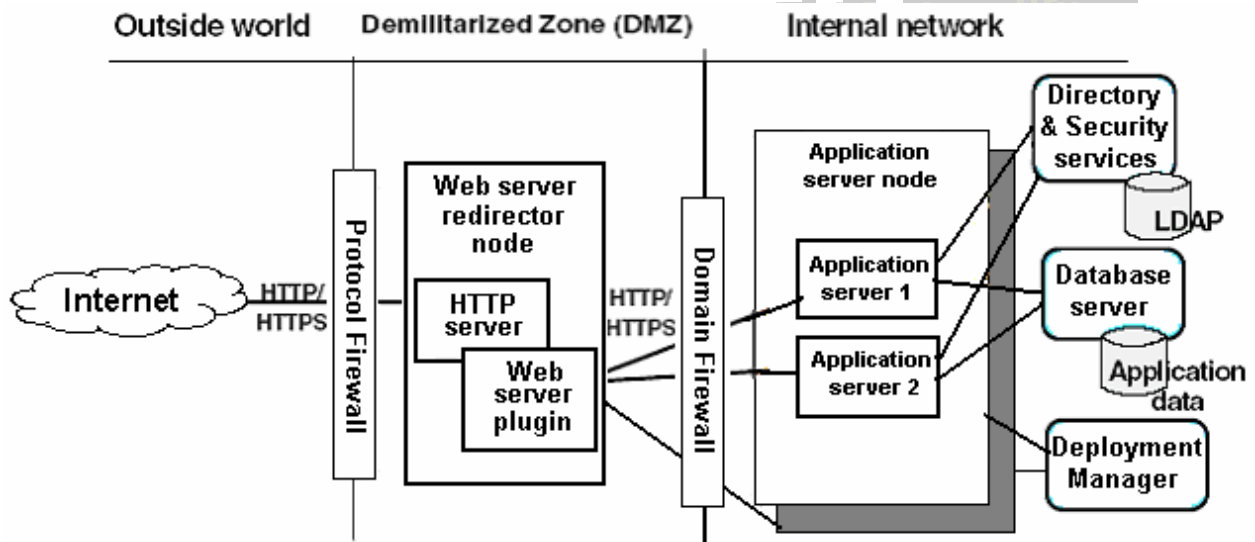 Outside world
Demilitarized Zone (DMZ)
Internal network
Internet
HTTP/
HTTPS
Protocol Firewall
Web server
redirector
node
HTTP
server
Web
server
plugin
HTTP/
HTTPS
Domain Firewall
Application
server node
Application
server 1
Application
server 2
Directory
& Security
services
LDAP
Database
server
Application
data
Deployment
Manager